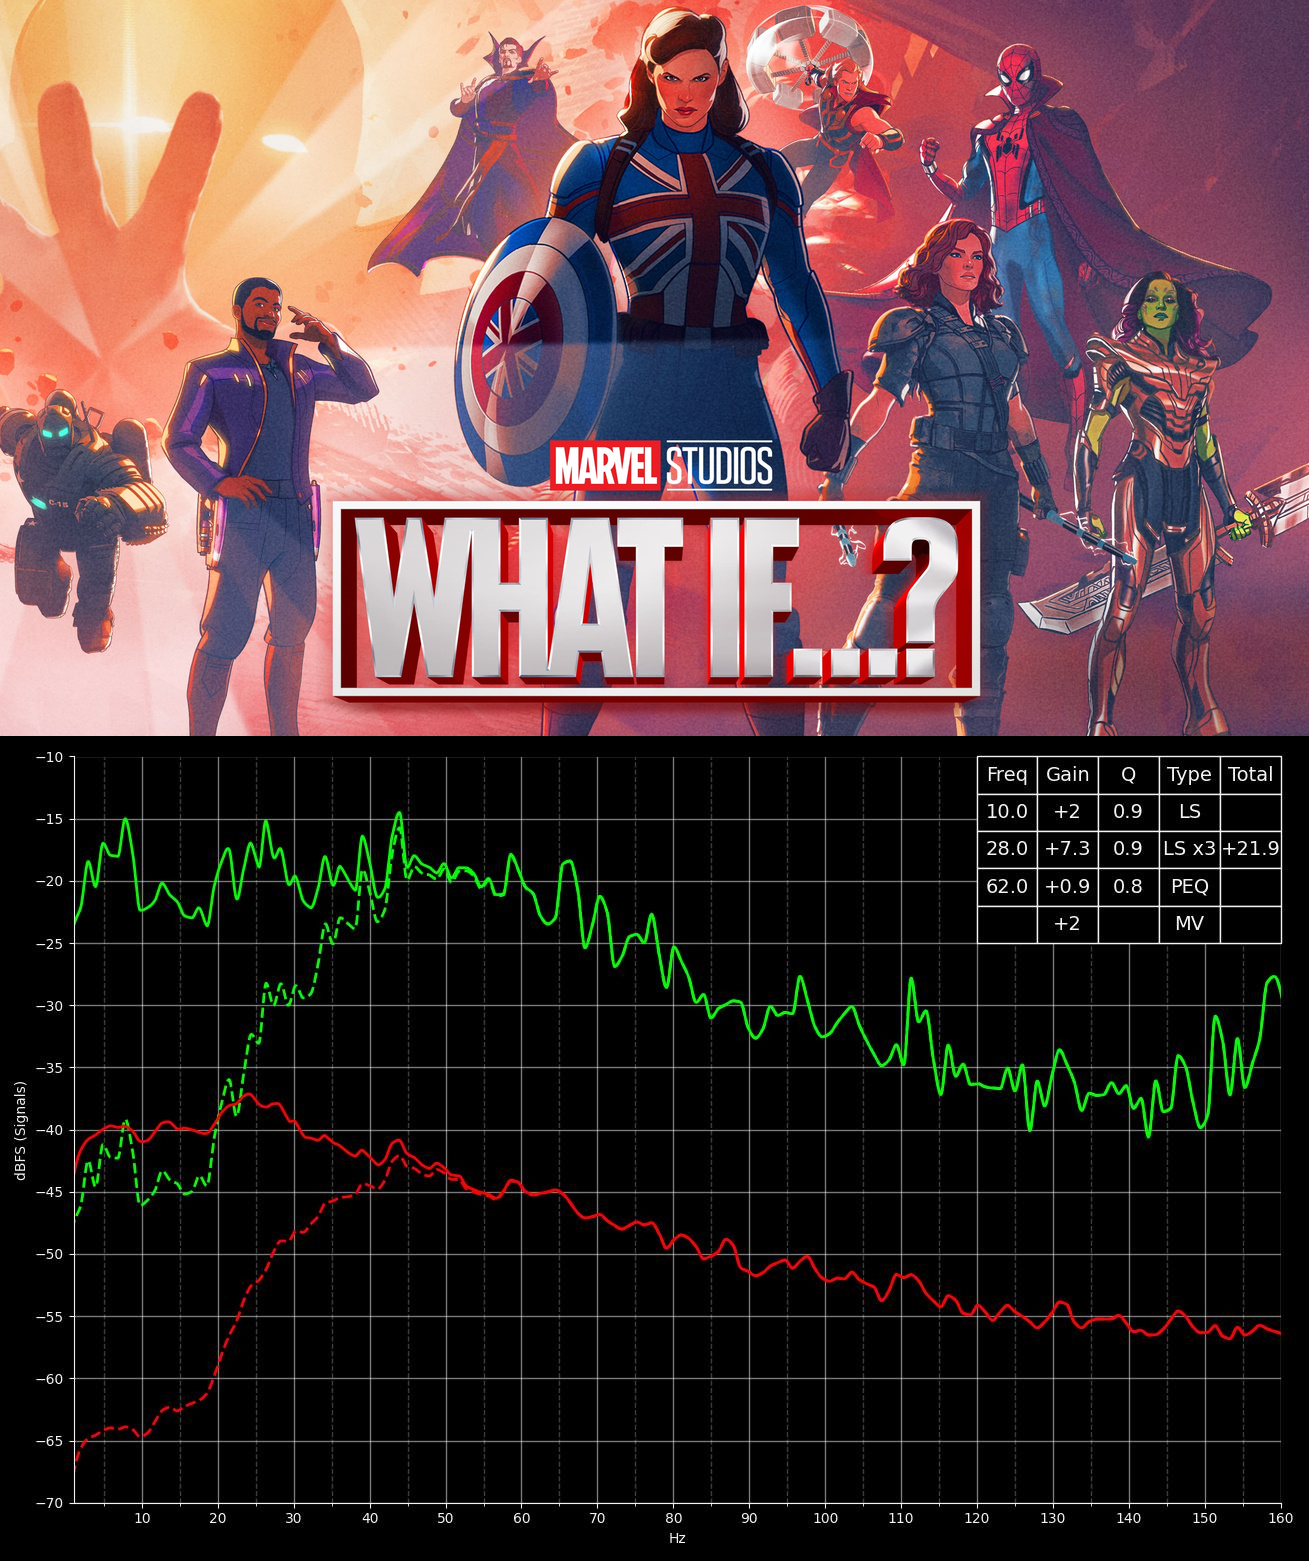 C-15
MARVEL STUDIOS
WHAT IF...?
Freq Gain Q Type Total
10.0 +2 0.9 LS
28.0 +7.3 0.9 LS x3 +21.9
62.0 +0.9 0.8 PEQ
+2 MV
−10
−15
−20
−25
−30
−35
−40
−45
−50
−55
−60
−65
−70
dBFS (Signals)
10 20 30 40 50 60 70 80 90 100 110 120 130 140 150 160
Hz